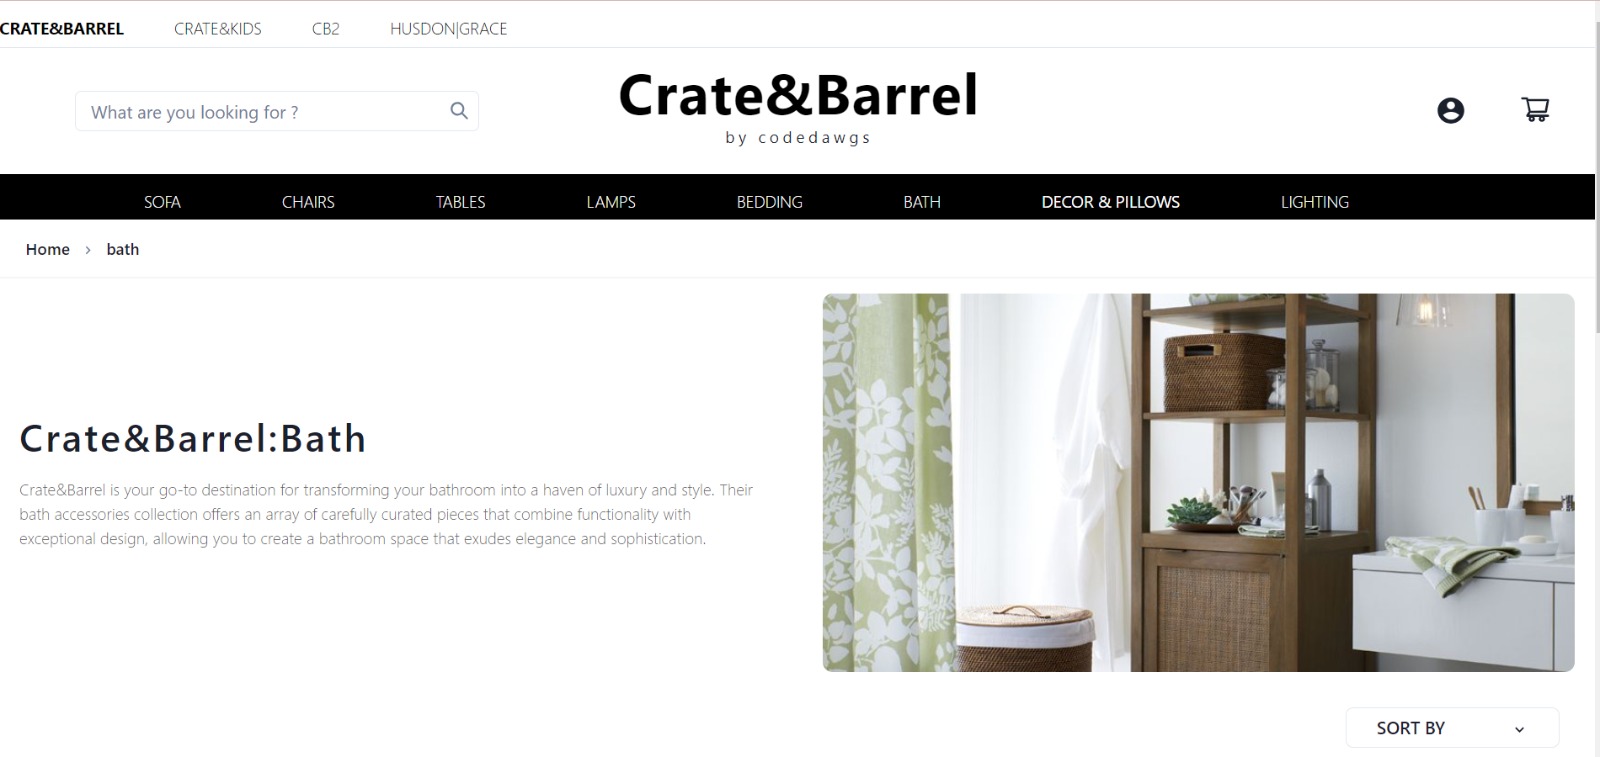 CRATE&BARREL CRATE&KIDS CB2 HUSDON|GRACE
What are you looking for ?
Crate&Barrel
by codedawgs
SOFA CHAIRS TABLES LAMPS BEDDING BATH DECOR & PILLOWS LIGHTING
Home > bath
Crate&Barrel:Bath
Crate&Barrel is your go-to destination for transforming your bathroom into a haven of luxury and style. Their
bath accessories collection offers an array of carefully curated pieces that combine functionality with
exceptional design, allowing you to create a bathroom space that exudes elegance and sophistication.
SORT BY